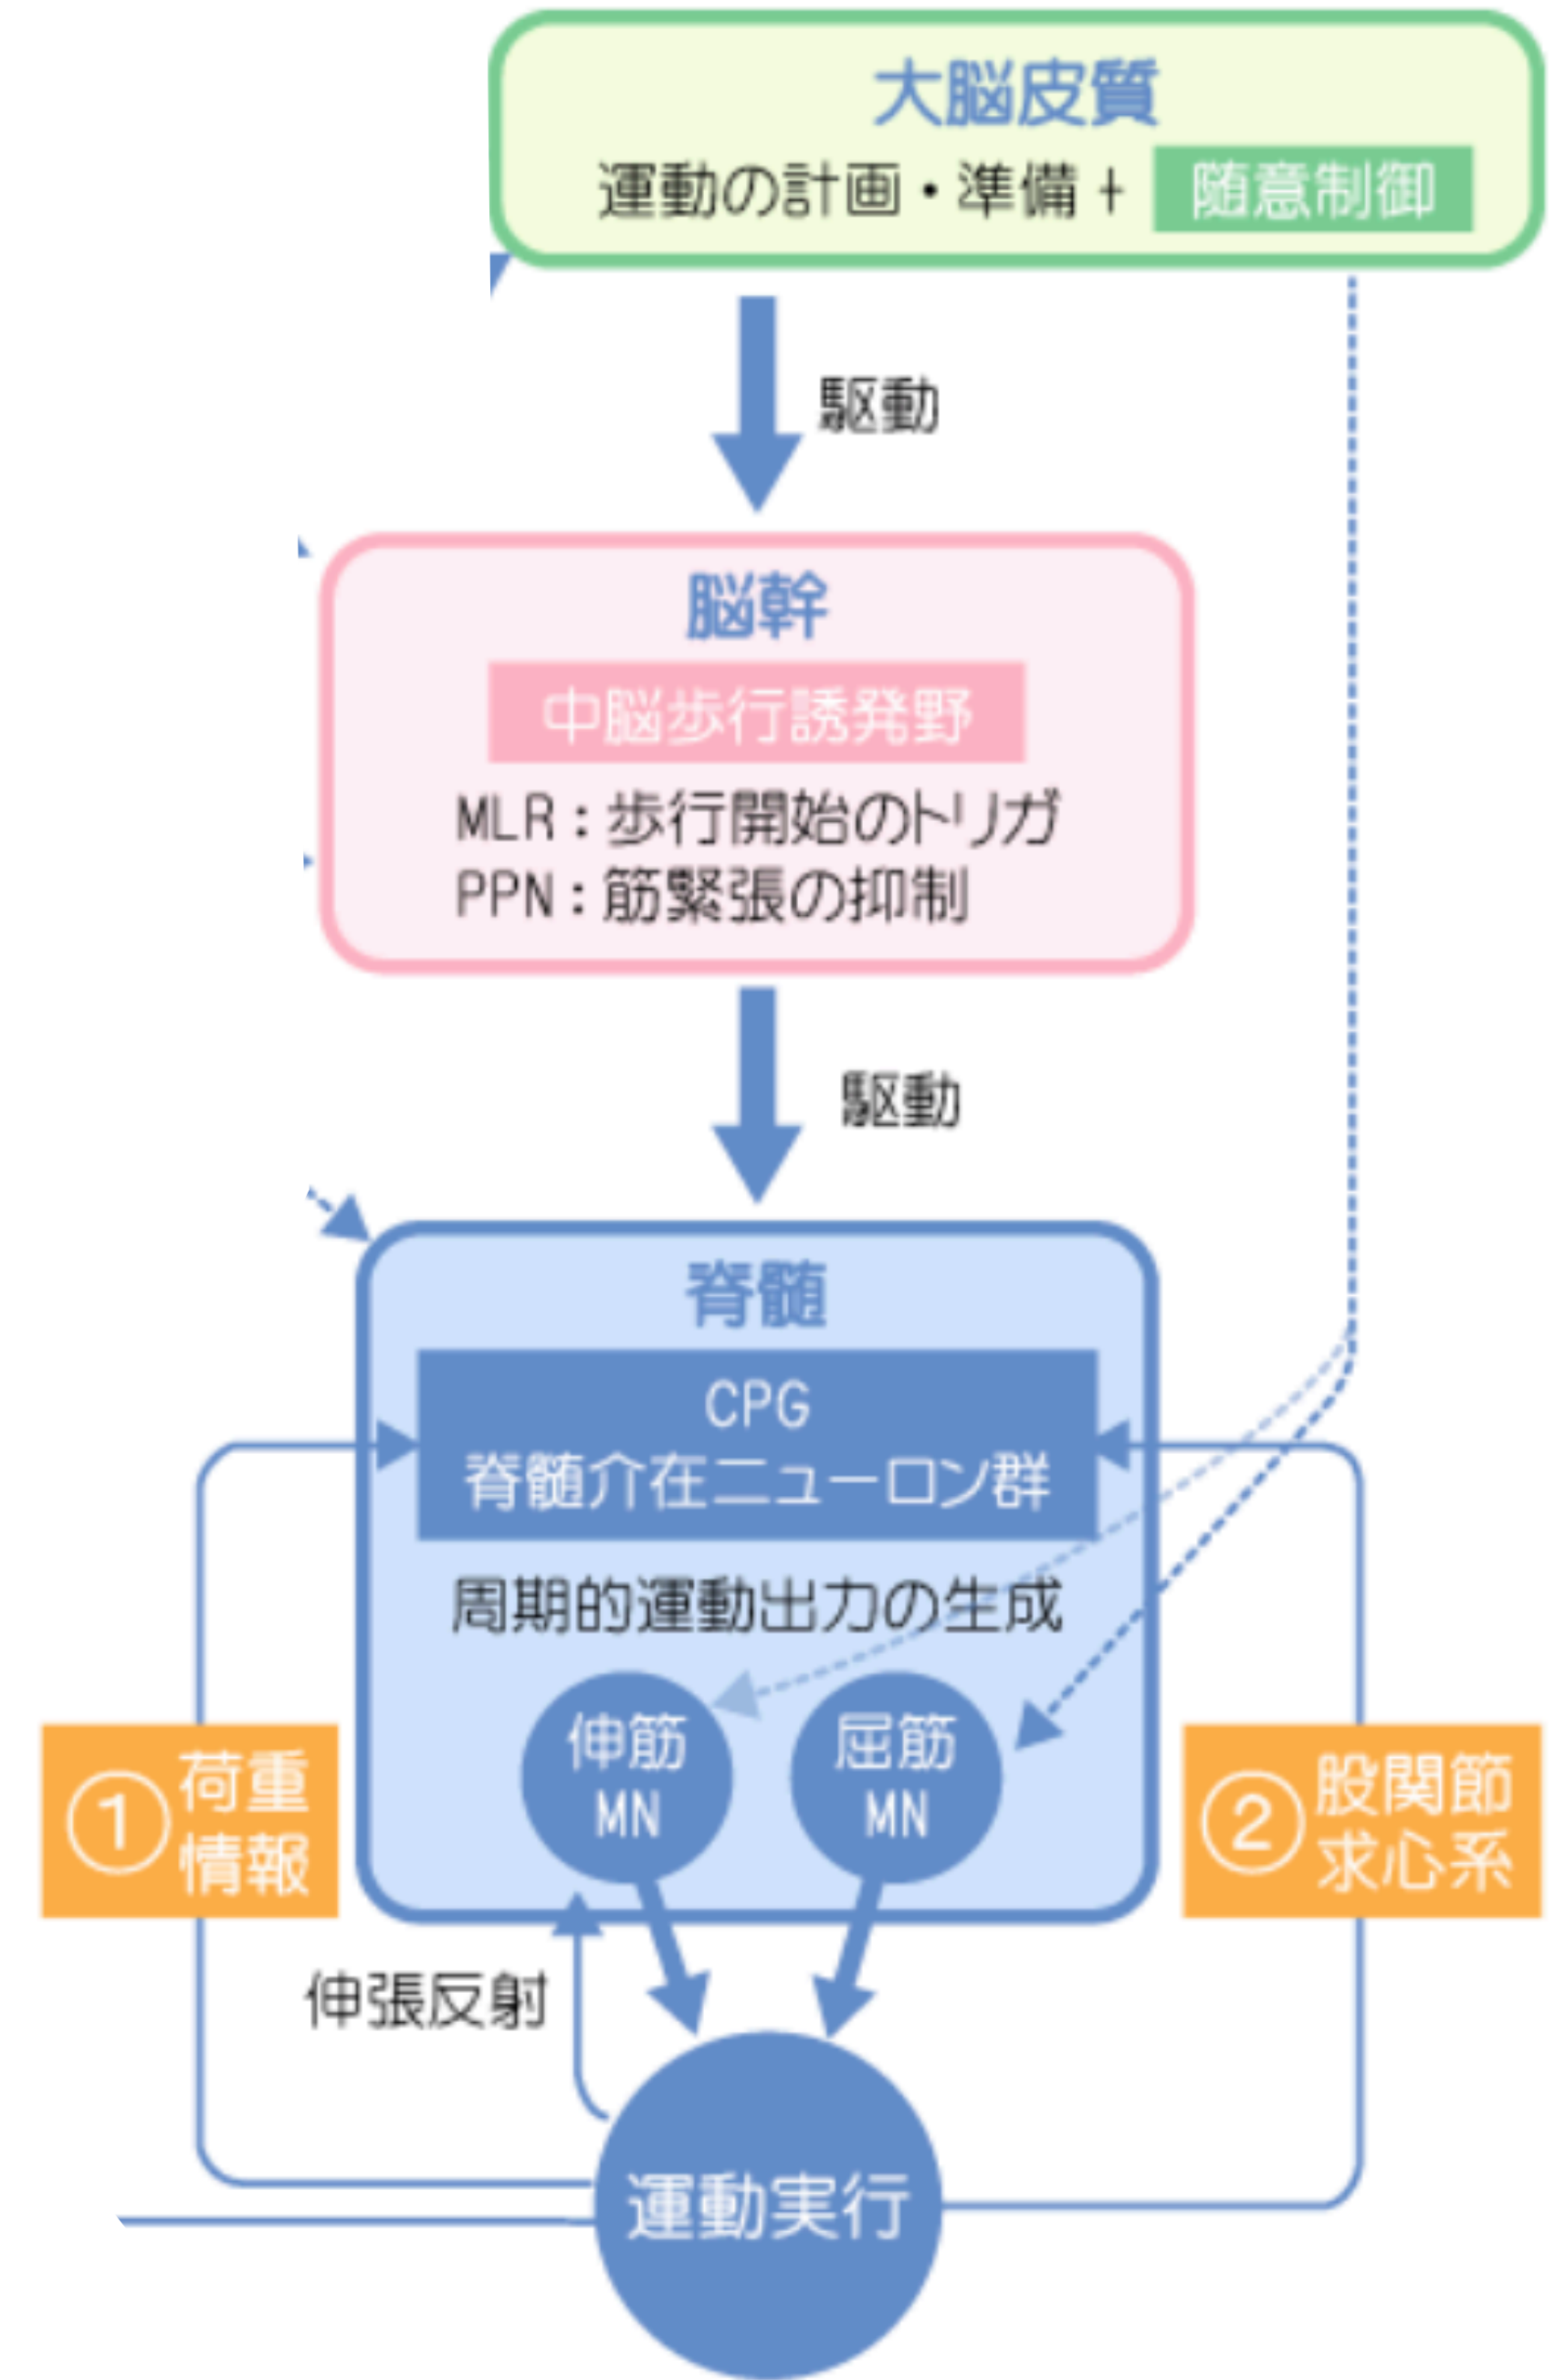 大脳皮質
運動の計画・準備 + 随意制御
駆動
脳幹
中脳歩行誘発野
MLR：歩行開始のトリガ
PPN：筋緊張の抑制
駆動
脊髄
CPG
脊髄介在ニューロン群
周期的運動出力の生成
伸筋
MN
屈筋
MN
①荷重
情報
②股関節
求心系
伸張反射
運動実行